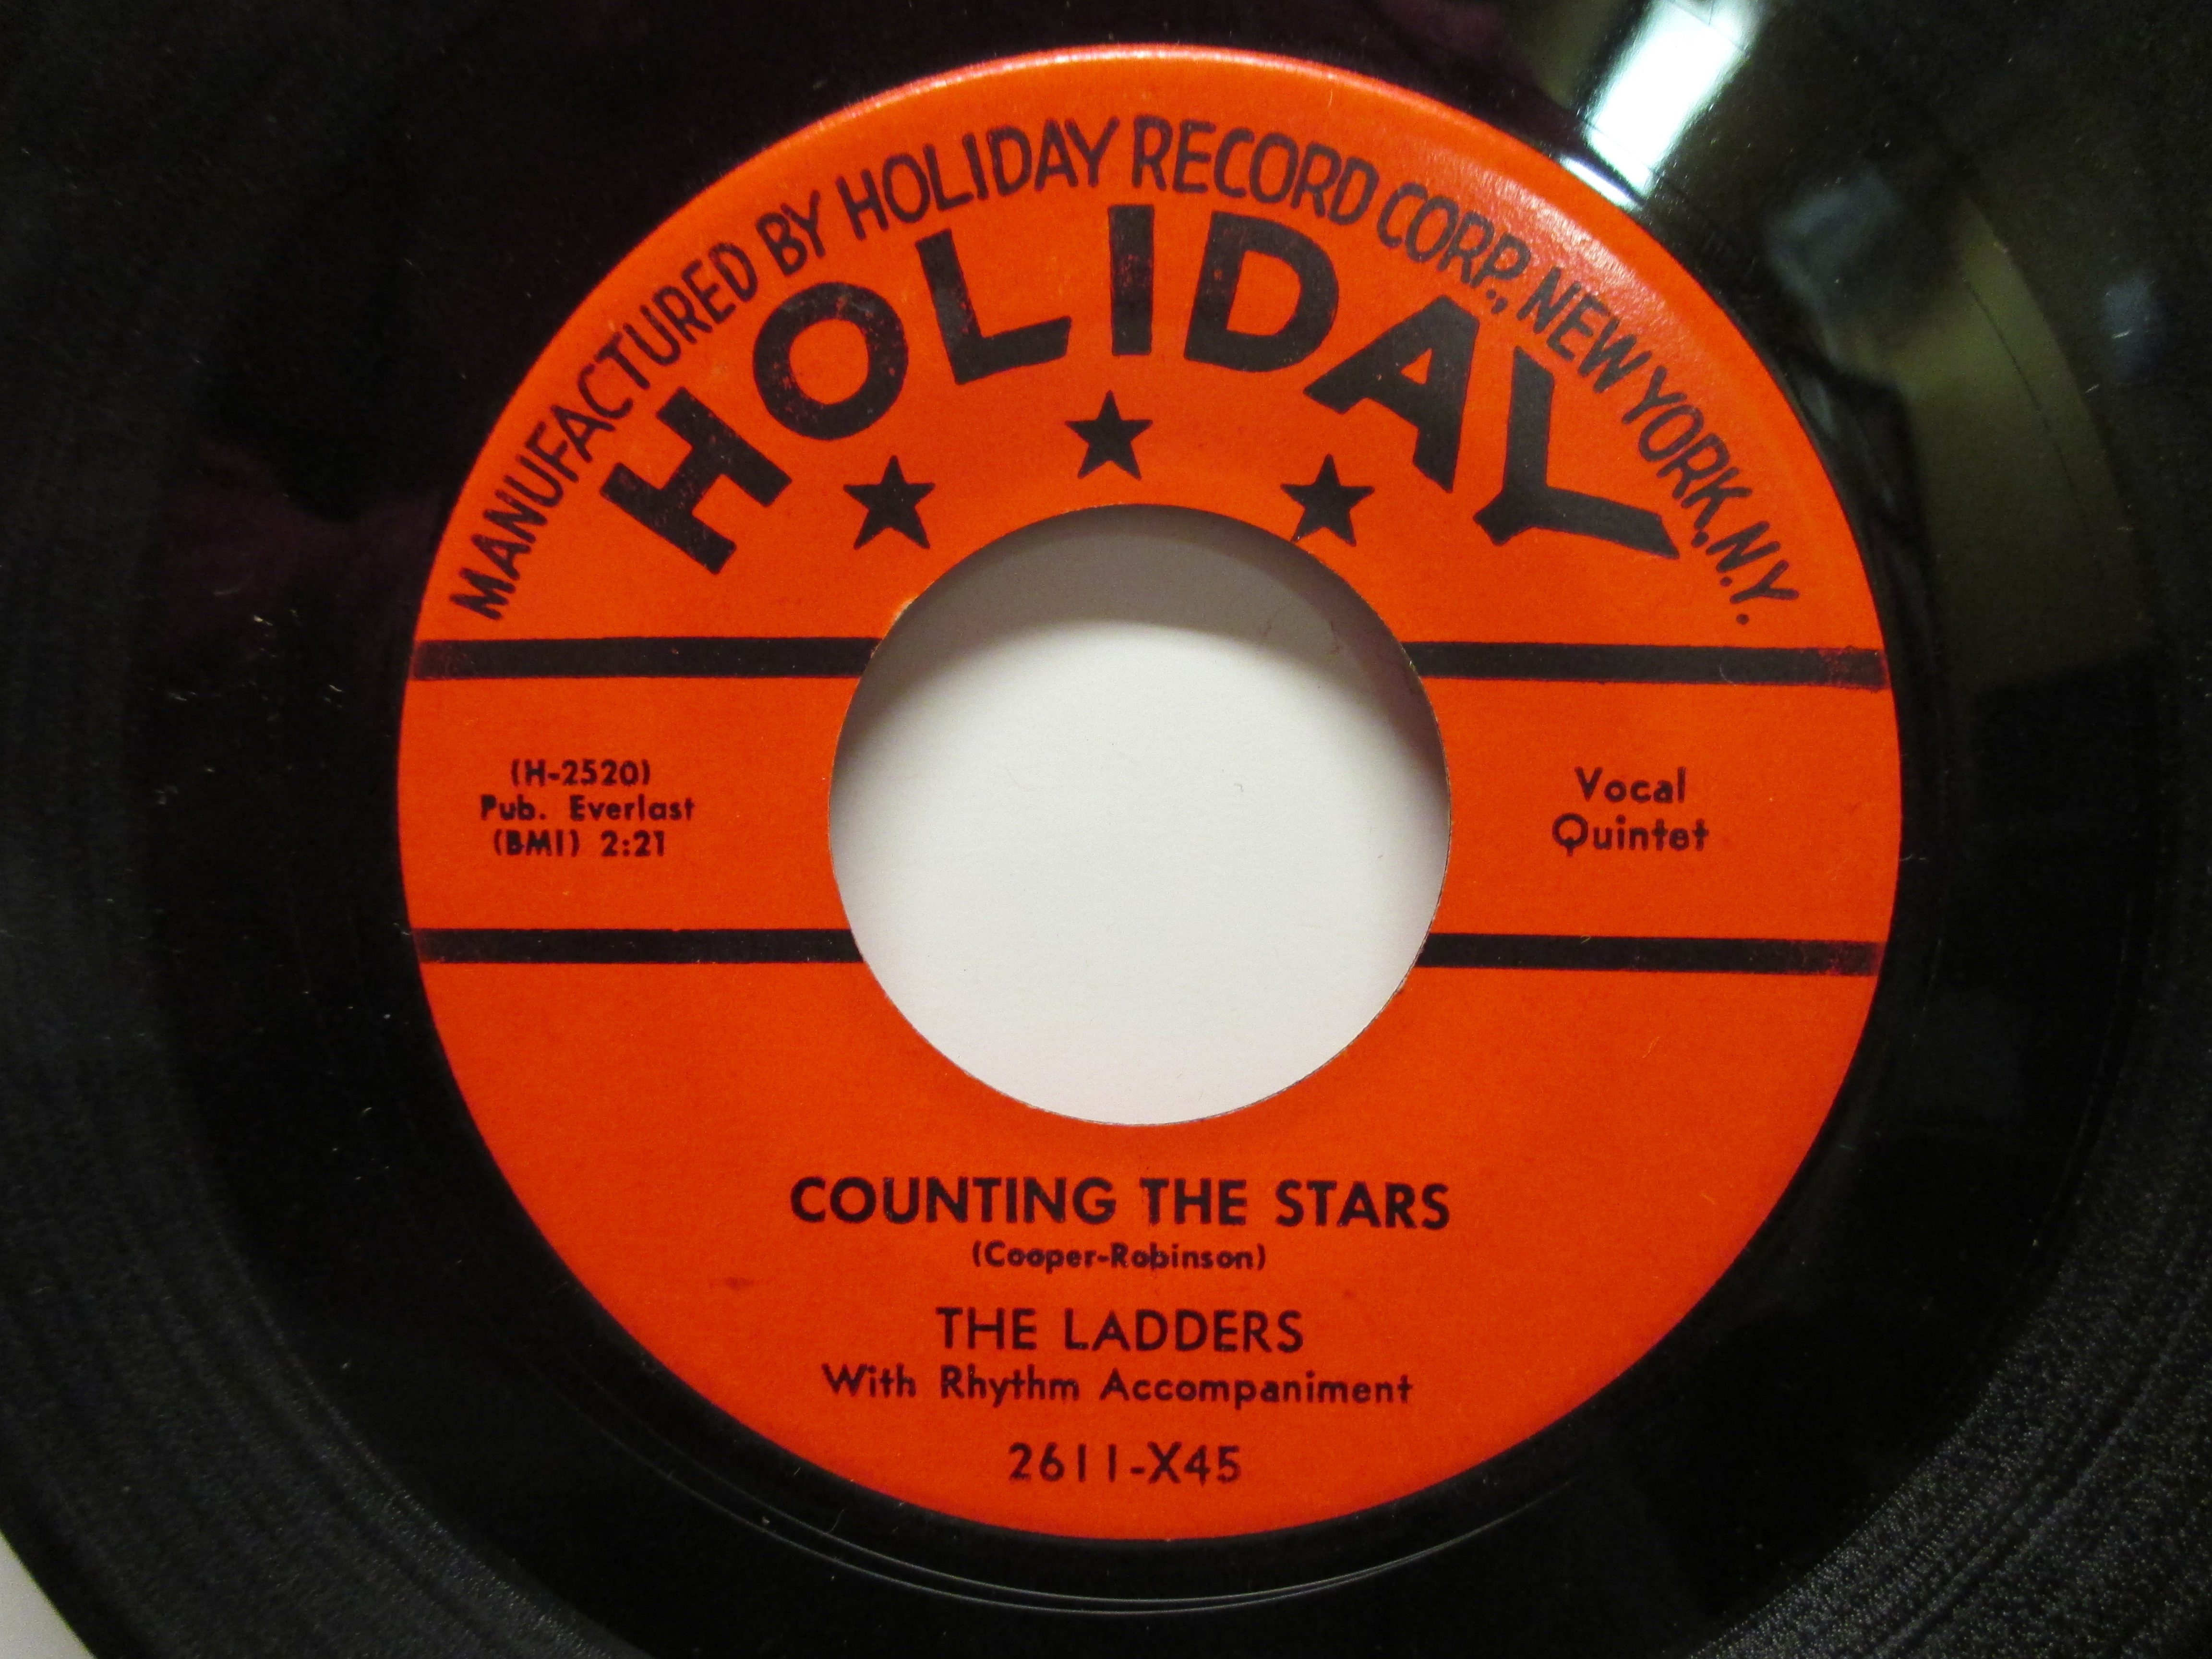 MANUFACTURED BY HOLIDAY RECORD CORP., NEW YORK, N.Y.
HOLIDAY
(H-2520)
Pub. Everlast
(BMI) 2:21
Vocal
Quintet
COUNTING THE STARS
(Cooper-Robinson)
THE LADDERS
With Rhythm Accompaniment
2611-X45